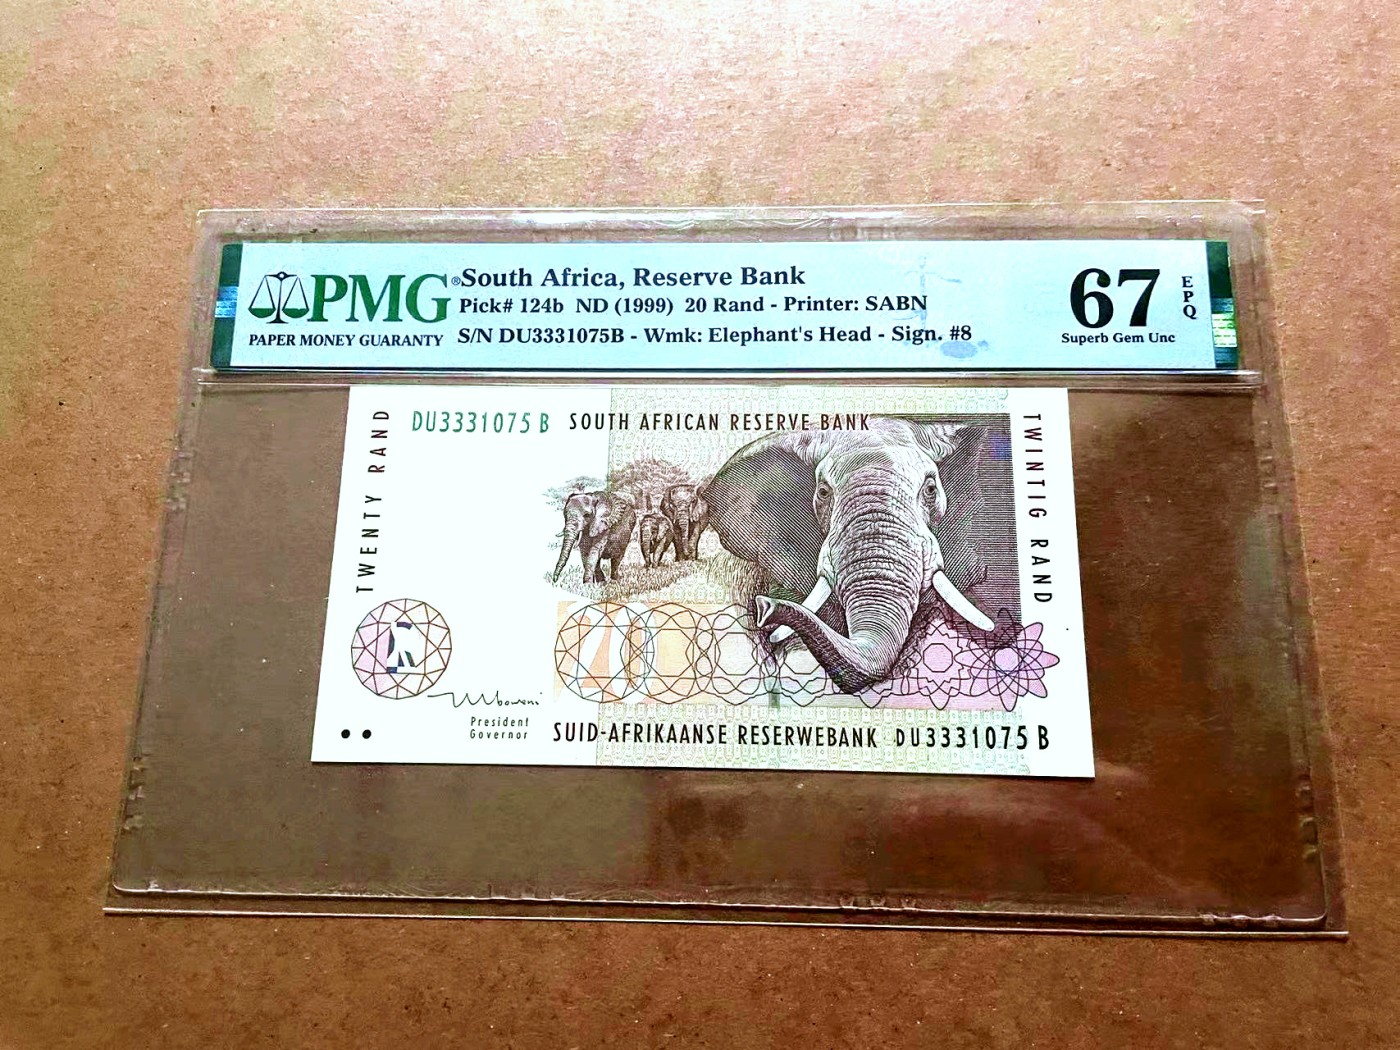 PMG®
PAPER MONEY GUARANTY
South Africa, Reserve Bank
Pick# 124b ND (1999) 20 Rand - Printer: SABN
S/N DU3331075B - Wmk: Elephant's Head - Sign. #8
67
EPQ
Superb Gem Unc
TWENTY RAND
DU3331075 B
SOUTH AFRICAN RESERVE BANK
TWINTIG RAND
20
President
Governor
SUID-AFRIKAANSE RESERWEBANK
DU3331075 B